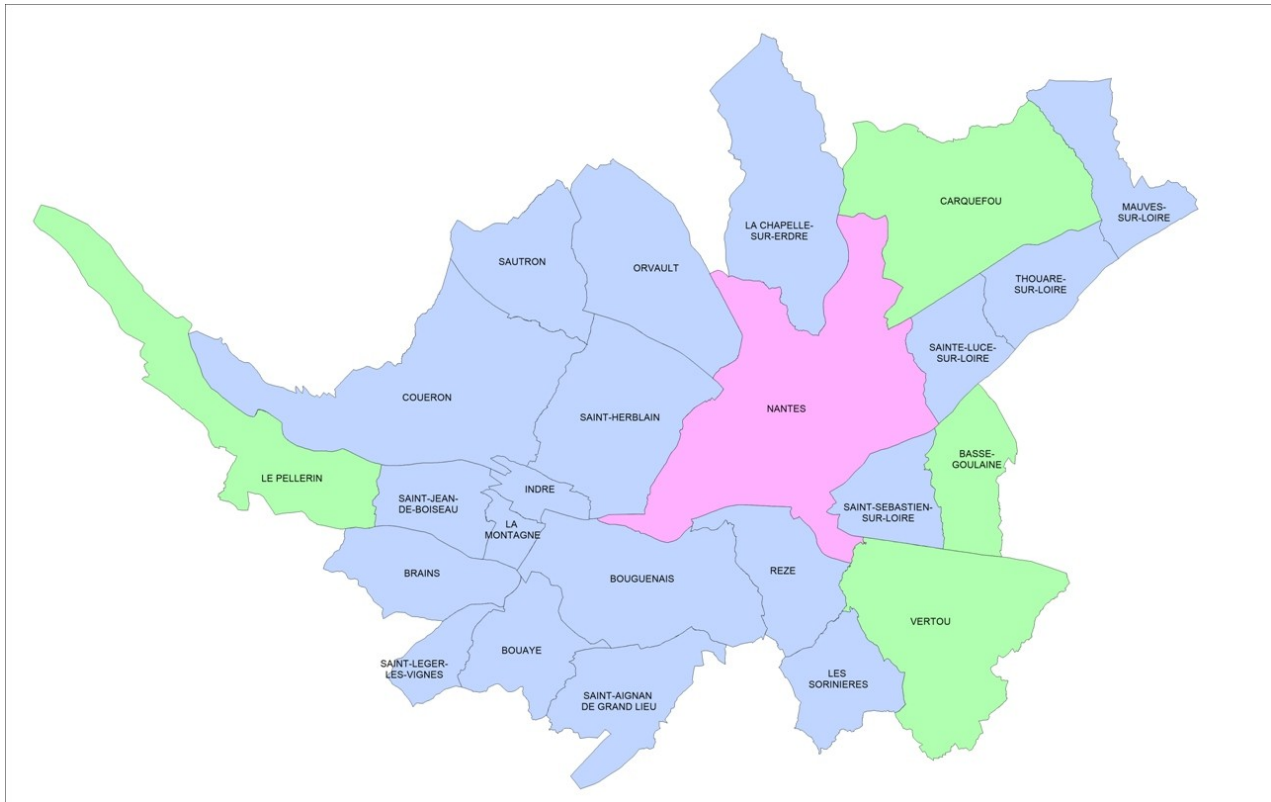 CARQUEFOU
MAUVES-
SUR-LOIRE
LA CHAPELLE-
SUR-ERDRE
SAUTRON
ORVAULT
THOUARE-
SUR-LOIRE
SAINTE-LUCE-
SUR-LOIRE
COUERON
SAINT-HERBLAIN
NANTES
BASSE-
GOULAINE
LE PELLERIN
SAINT-JEAN-
DE-BOISEAU
INDRE
SAINT-SEBASTIEN-
SUR-LOIRE
LA
MONTAGNE
BRAINS
BOUGUENAIS
REZE
VERTOU
BOUAYE
SAINT-LEGER-
LES-VIGNES
SAINT-AIGNAN
DE GRAND LIEU
LES
SORINIERES